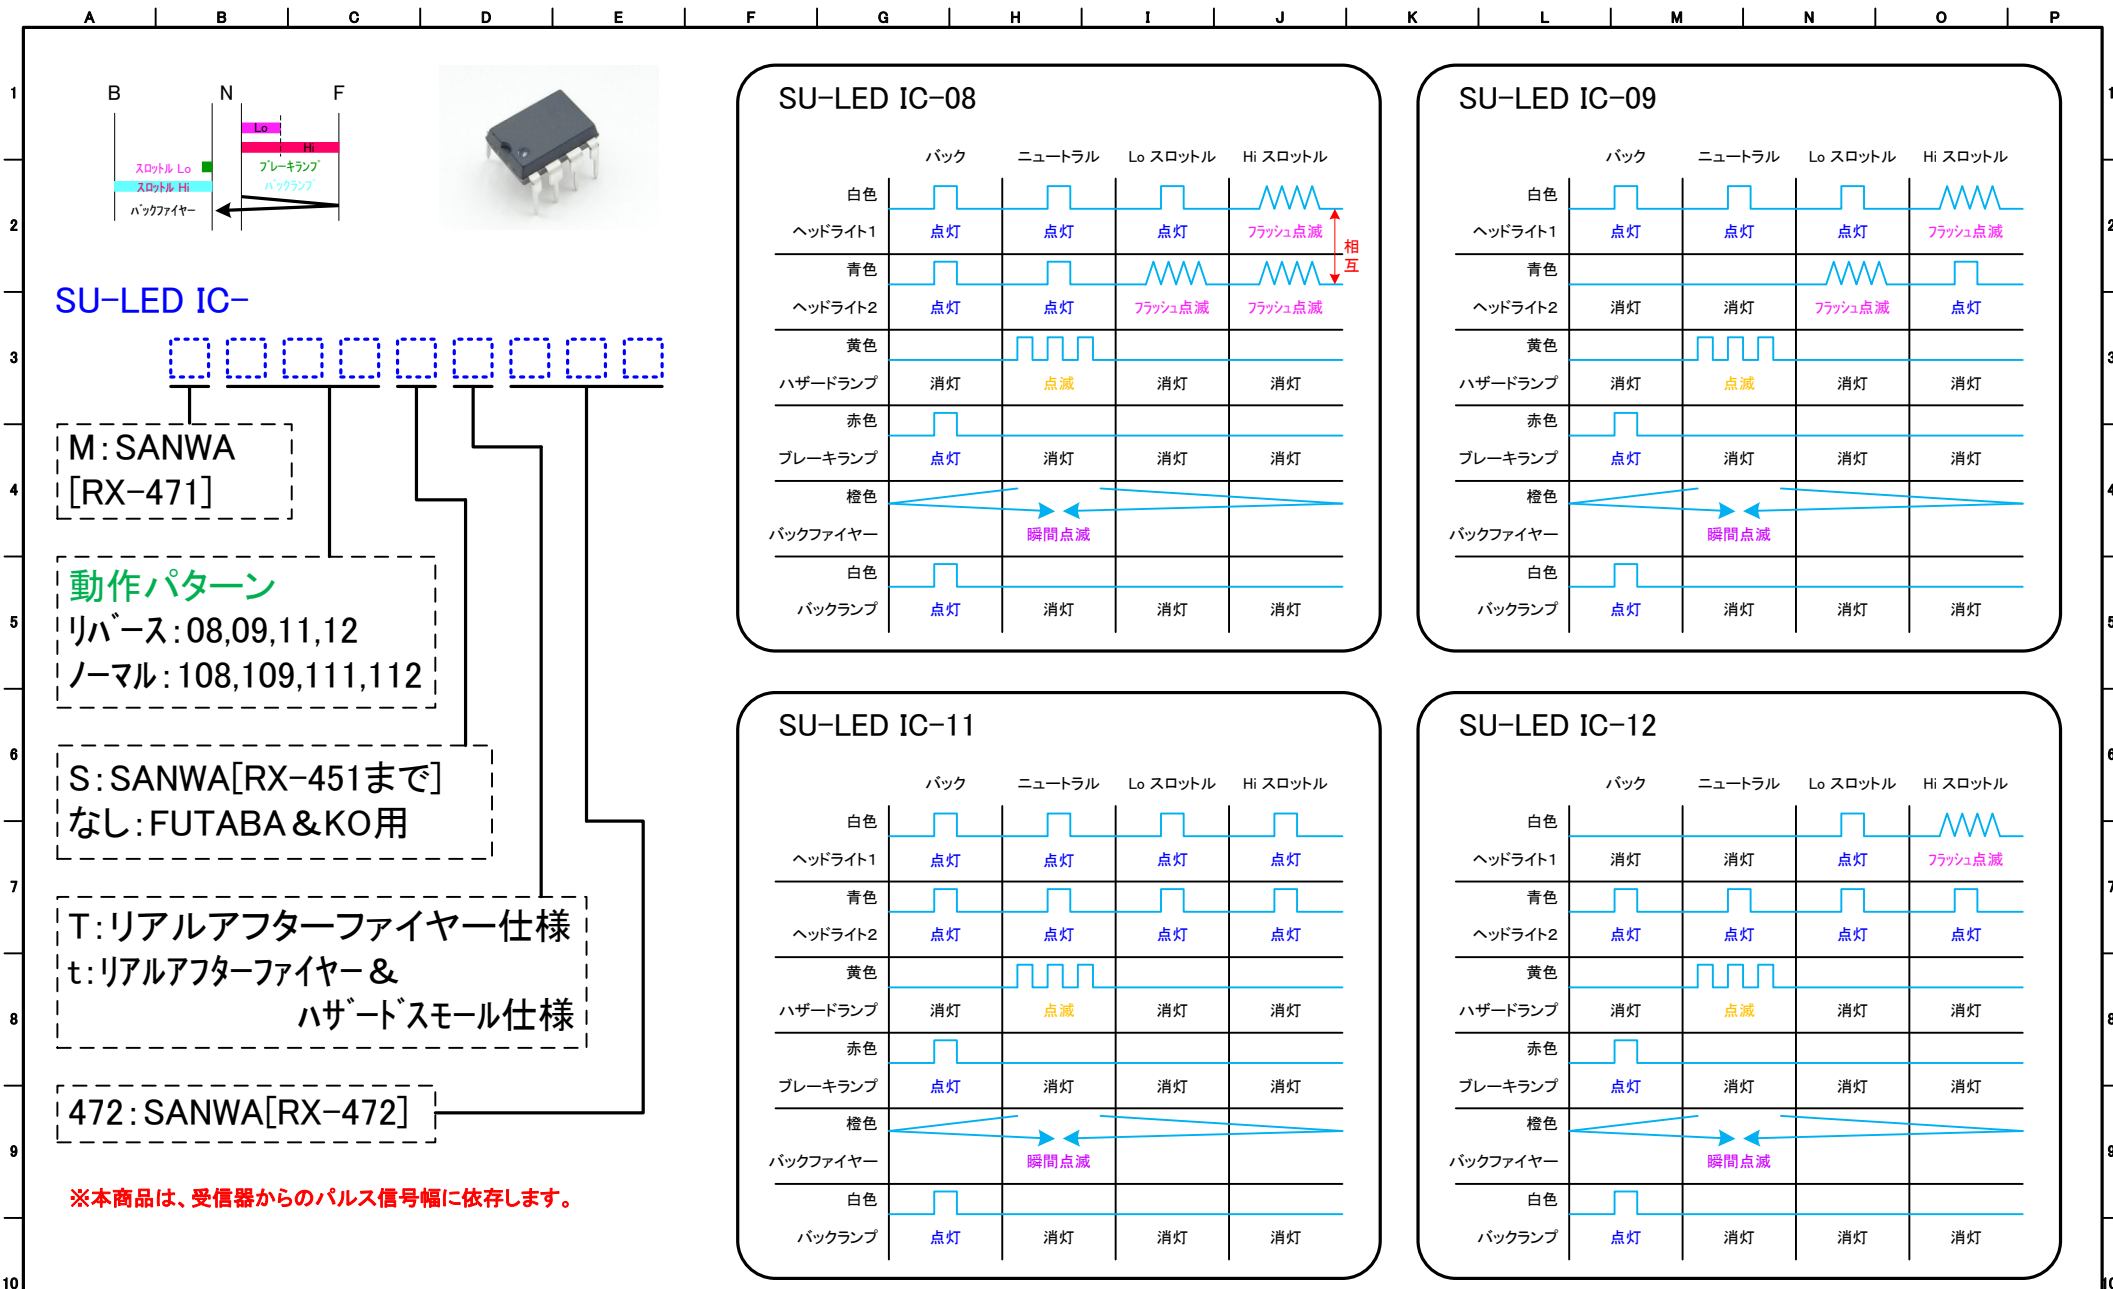 A B C D E F G H I J K L M N O P
1 1
2 2
3 3
4 4
5 5
6 6
7 7
8 8
9 9
10 10
B N F
Lo
Hi
スロットル Lo ブレーキランプ
スロットル Hi バックランプ
バックファイヤー
SU-LED IC-
M:SANWA
[RX-471]
動作パターン
リバース:08,09,11,12
ノーマル:108,109,111,112
S:SANWA[RX-451まで]
なし:FUTABA&KO用
T:リアルアフターファイヤー仕様
t:リアルアフターファイヤー&
ハザードスモール仕様
472:SANWA[RX-472]
※本商品は、受信器からのパルス信号幅に依存します。
SU-LED IC-08
バック ニュートラル Lo スロットル Hi スロットル
白色
ヘッドライト1 点灯 点灯 点灯 フラッシュ点滅
相互
青色
ヘッドライト2 点灯 点灯 フラッシュ点滅 フラッシュ点滅
黄色
ハザードランプ 消灯 点滅 消灯 消灯
赤色
ブレーキランプ 点灯 消灯 消灯 消灯
橙色
バックファイヤー 瞬間点滅
白色
バックランプ 点灯 消灯 消灯 消灯
SU-LED IC-09
バック ニュートラル Lo スロットル Hi スロットル
白色
ヘッドライト1 点灯 点灯 点灯 フラッシュ点滅
青色
ヘッドライト2 消灯 消灯 フラッシュ点滅 点灯
黄色
ハザードランプ 消灯 点滅 消灯 消灯
赤色
ブレーキランプ 点灯 消灯 消灯 消灯
橙色
バックファイヤー 瞬間点滅
白色
バックランプ 点灯 消灯 消灯 消灯
SU-LED IC-11
バック ニュートラル Lo スロットル Hi スロットル
白色
ヘッドライト1 点灯 点灯 点灯 点灯
青色
ヘッドライト2 点灯 点灯 点灯 点灯
黄色
ハザードランプ 消灯 点滅 消灯 消灯
赤色
ブレーキランプ 点灯 消灯 消灯 消灯
橙色
バックファイヤー 瞬間点滅
白色
バックランプ 点灯 消灯 消灯 消灯
SU-LED IC-12
バック ニュートラル Lo スロットル Hi スロットル
白色
ヘッドライト1 消灯 消灯 点灯 フラッシュ点滅
青色
ヘッドライト2 点灯 点灯 点灯 点灯
黄色
ハザードランプ 消灯 点滅 消灯 消灯
赤色
ブレーキランプ 点灯 消灯 消灯 消灯
橙色
バックファイヤー 瞬間点滅
白色
バックランプ 点灯 消灯 消灯 消灯